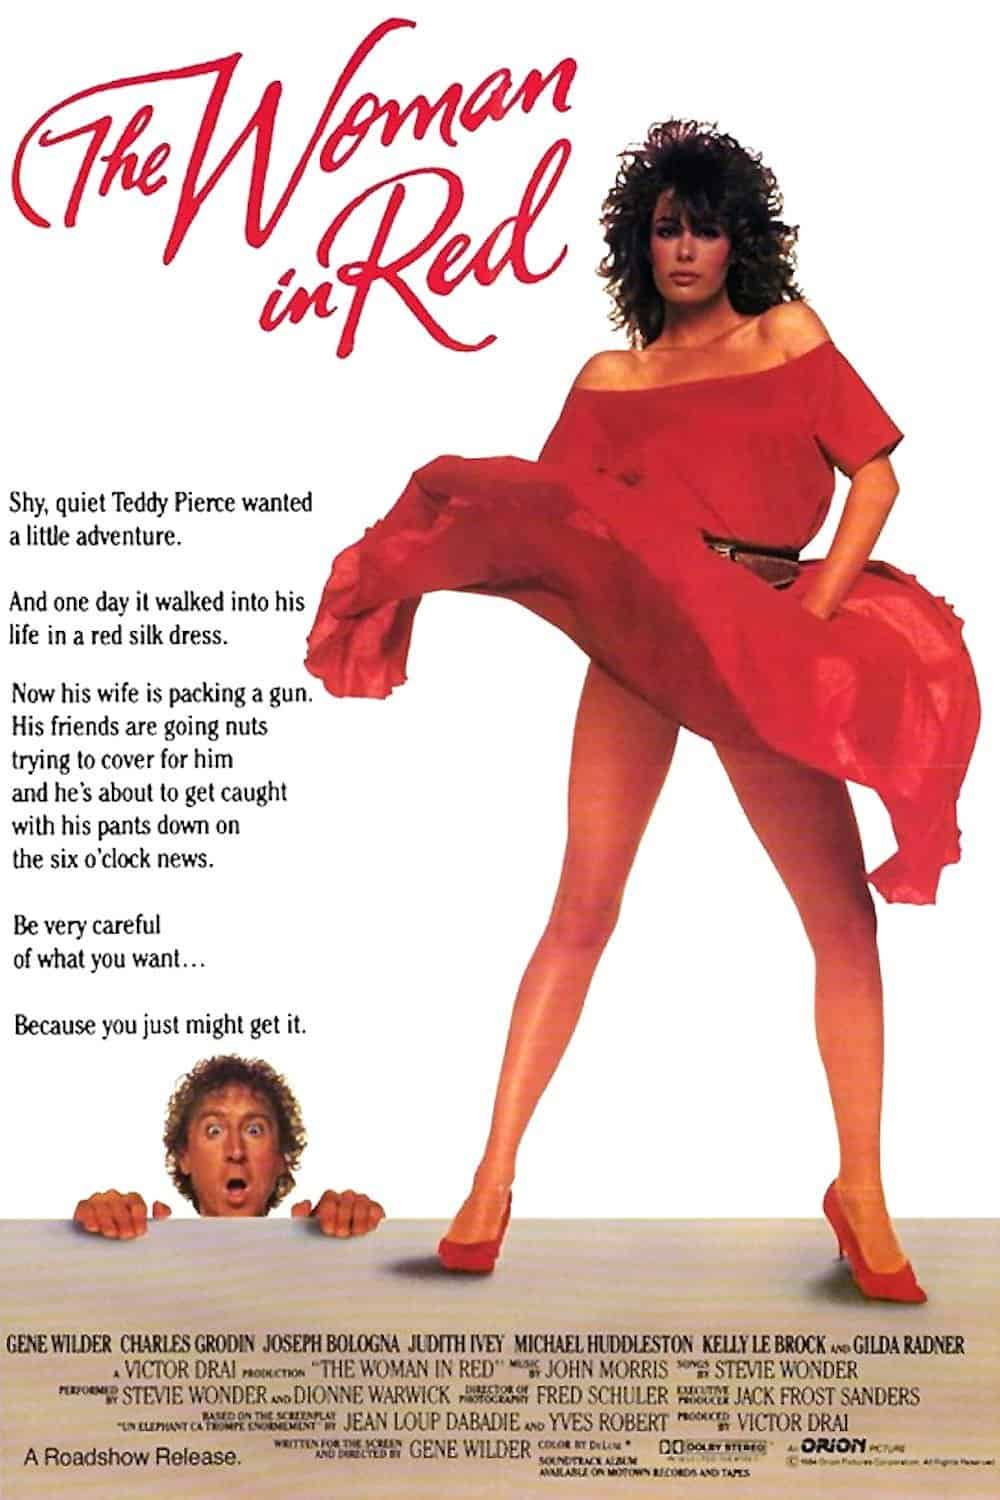 The Woman
in Red
Shy, quiet Teddy Pierce wanted
a little adventure.
And one day it walked into his
life in a red silk dress.
Now his wife is packing a gun.
His friends are going nuts
trying to cover for him
and he's about to get caught
with his pants down on
the six o'clock news.
Be very careful
of what you want...
Because you just might get it.
GENE WILDER CHARLES GRODIN JOSEPH BOLOGNA JUDITH IVEY MICHAEL HUDDLESTON KELLY LE BROCK AND GILDA RADNER
A VICTOR DRAI PRODUCTION "THE WOMAN IN RED" MUSIC BY JOHN MORRIS SONGS BY STEVIE WONDER
PERFORMED BY STEVIE WONDER AND DIONNE WARWICK DIRECTOR OF PHOTOGRAPHY FRED SCHULER EXECUTIVE PRODUCER JACK FROST SANDERS
BASED ON THE SCREENPLAY "UN ELEPHANT CA TROMPE ENORMEMENT" BY JEAN LOUP DABADIE AND YVES ROBERT PRODUCED BY VICTOR DRAI
A Roadshow Release.
WRITTEN FOR THE SCREEN AND DIRECTED BY GENE WILDER
COLOR BY DeLuxe®
SOUNDTRACK ALBUM
AVAILABLE ON MOTOWN RECORDS AND TAPES
DOLBY STEREO
AN ORION PICTURE
© 1984 Orion Pictures Corporation. All Rights Reserved